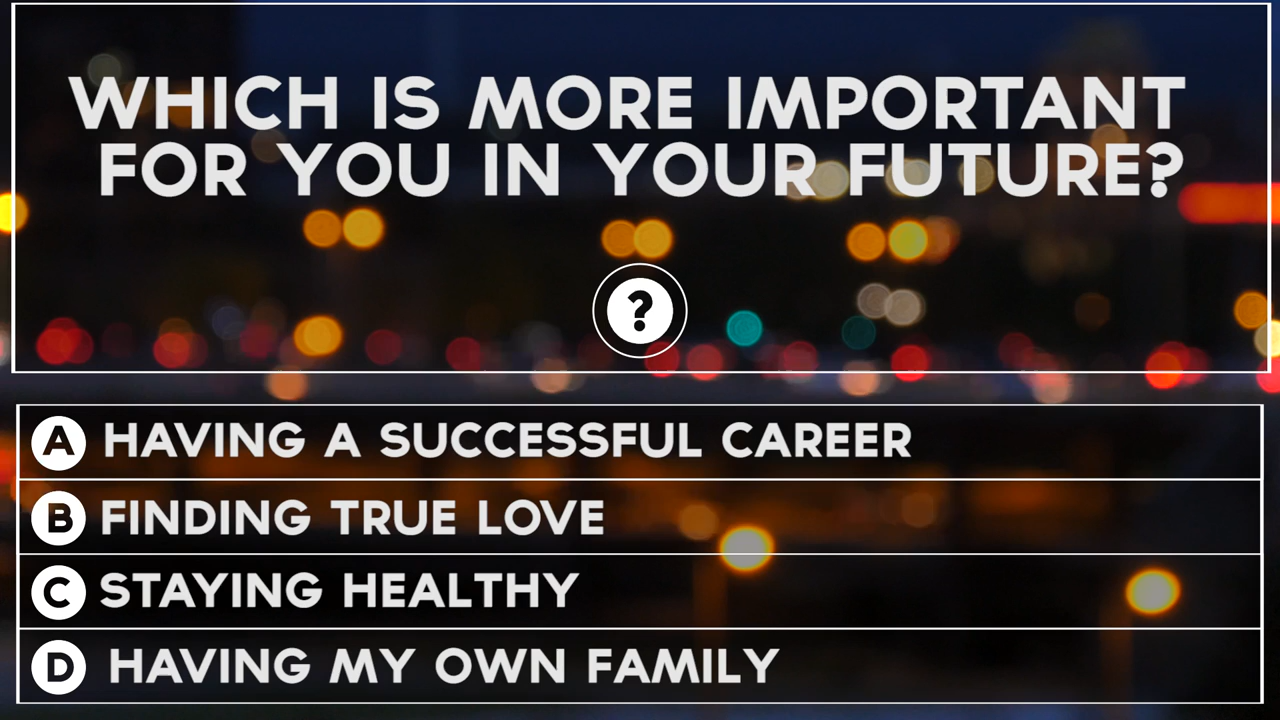 WHICH IS MORE IMPORTANT
FOR YOU IN YOUR FUTURE?
?
A HAVING A SUCCESSFUL CAREER
B FINDING TRUE LOVE
C STAYING HEALTHY
D HAVING MY OWN FAMILY